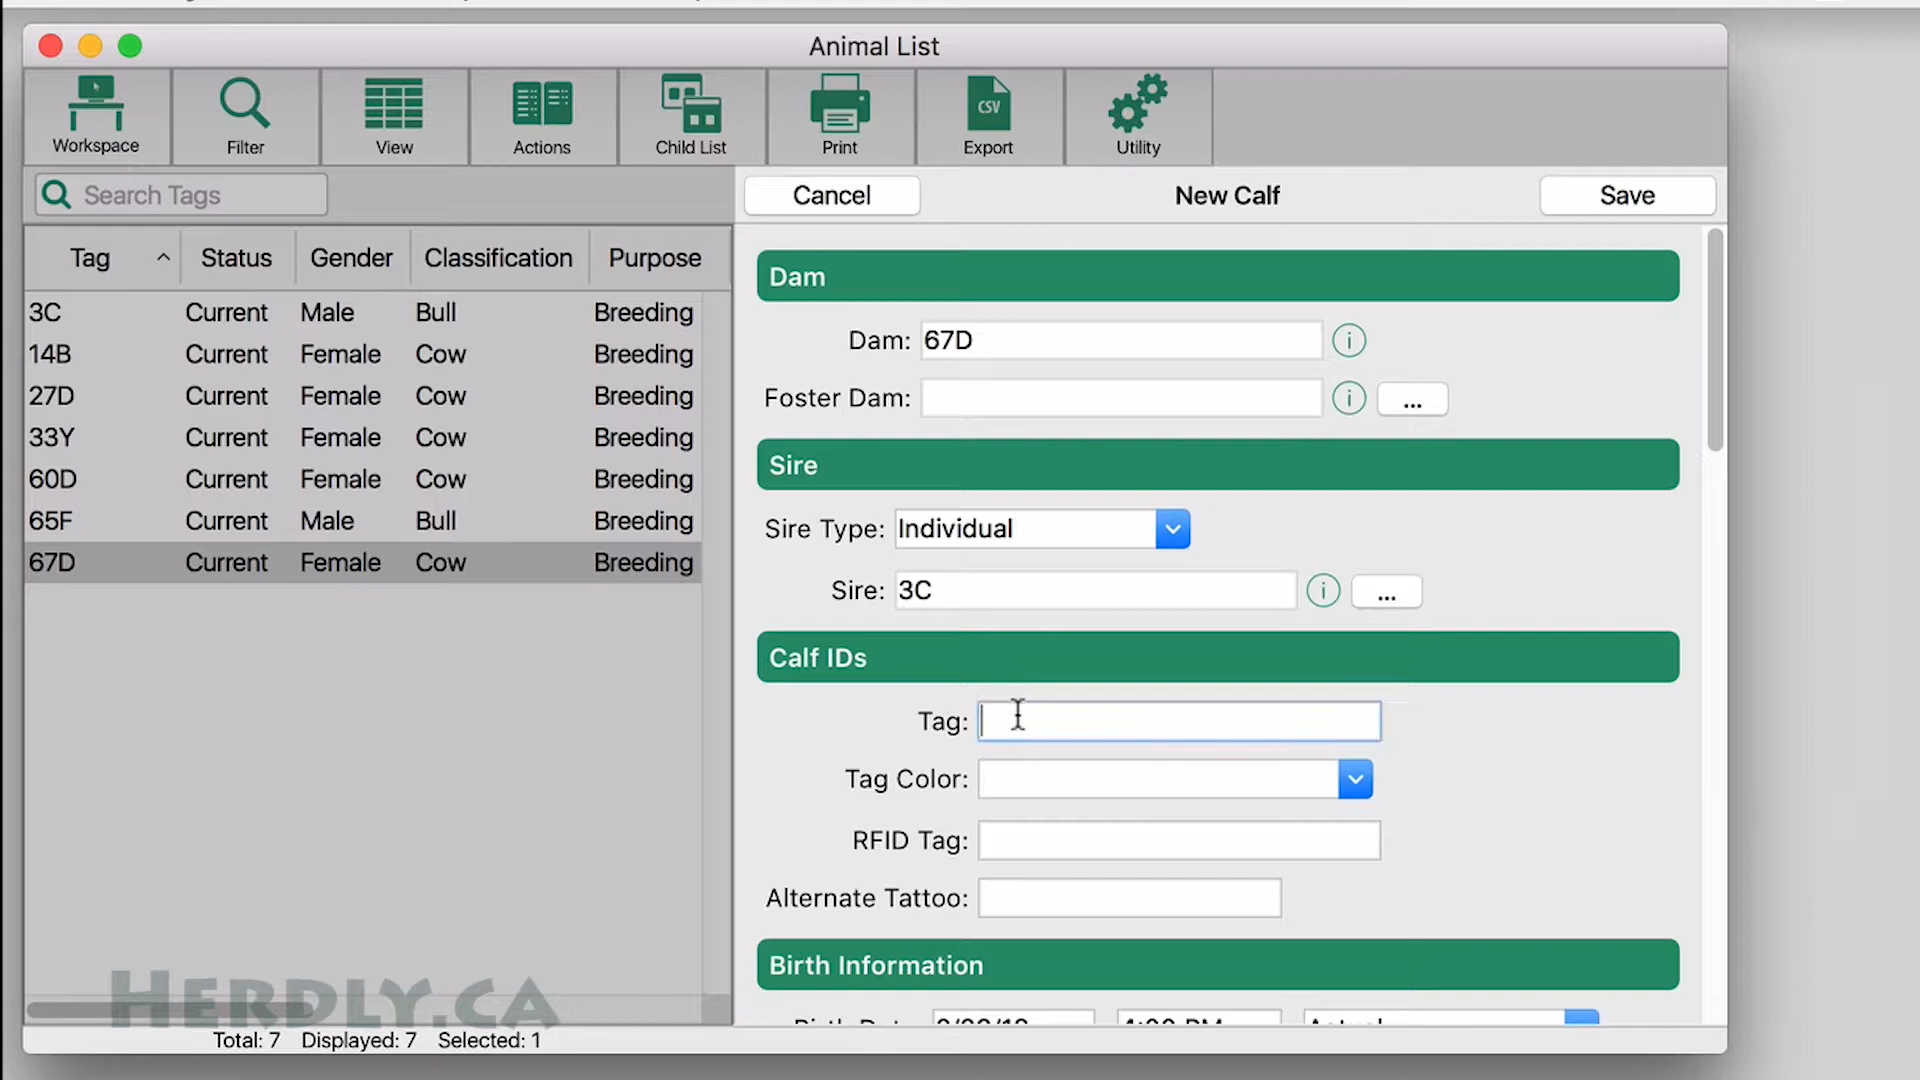 Animal List
Workspace
Filter
View
Actions
Child List
Print
CSV
Export
Utility
Search Tags
Cancel
New Calf
Save
Tag Status Gender Classification Purpose
3C Current Male Bull Breeding
14B Current Female Cow Breeding
27D Current Female Cow Breeding
33Y Current Female Cow Breeding
60D Current Female Cow Breeding
65F Current Male Bull Breeding
67D Current Female Cow Breeding
Dam
Dam: 67D i
Foster Dam: i ...
Sire
Sire Type: Individual
Sire: 3C i ...
Calf IDs
Tag:
Tag Color:
RFID Tag:
Alternate Tattoo:
Birth Information
HERDLY.CA
Total: 7 Displayed: 7 Selected: 1